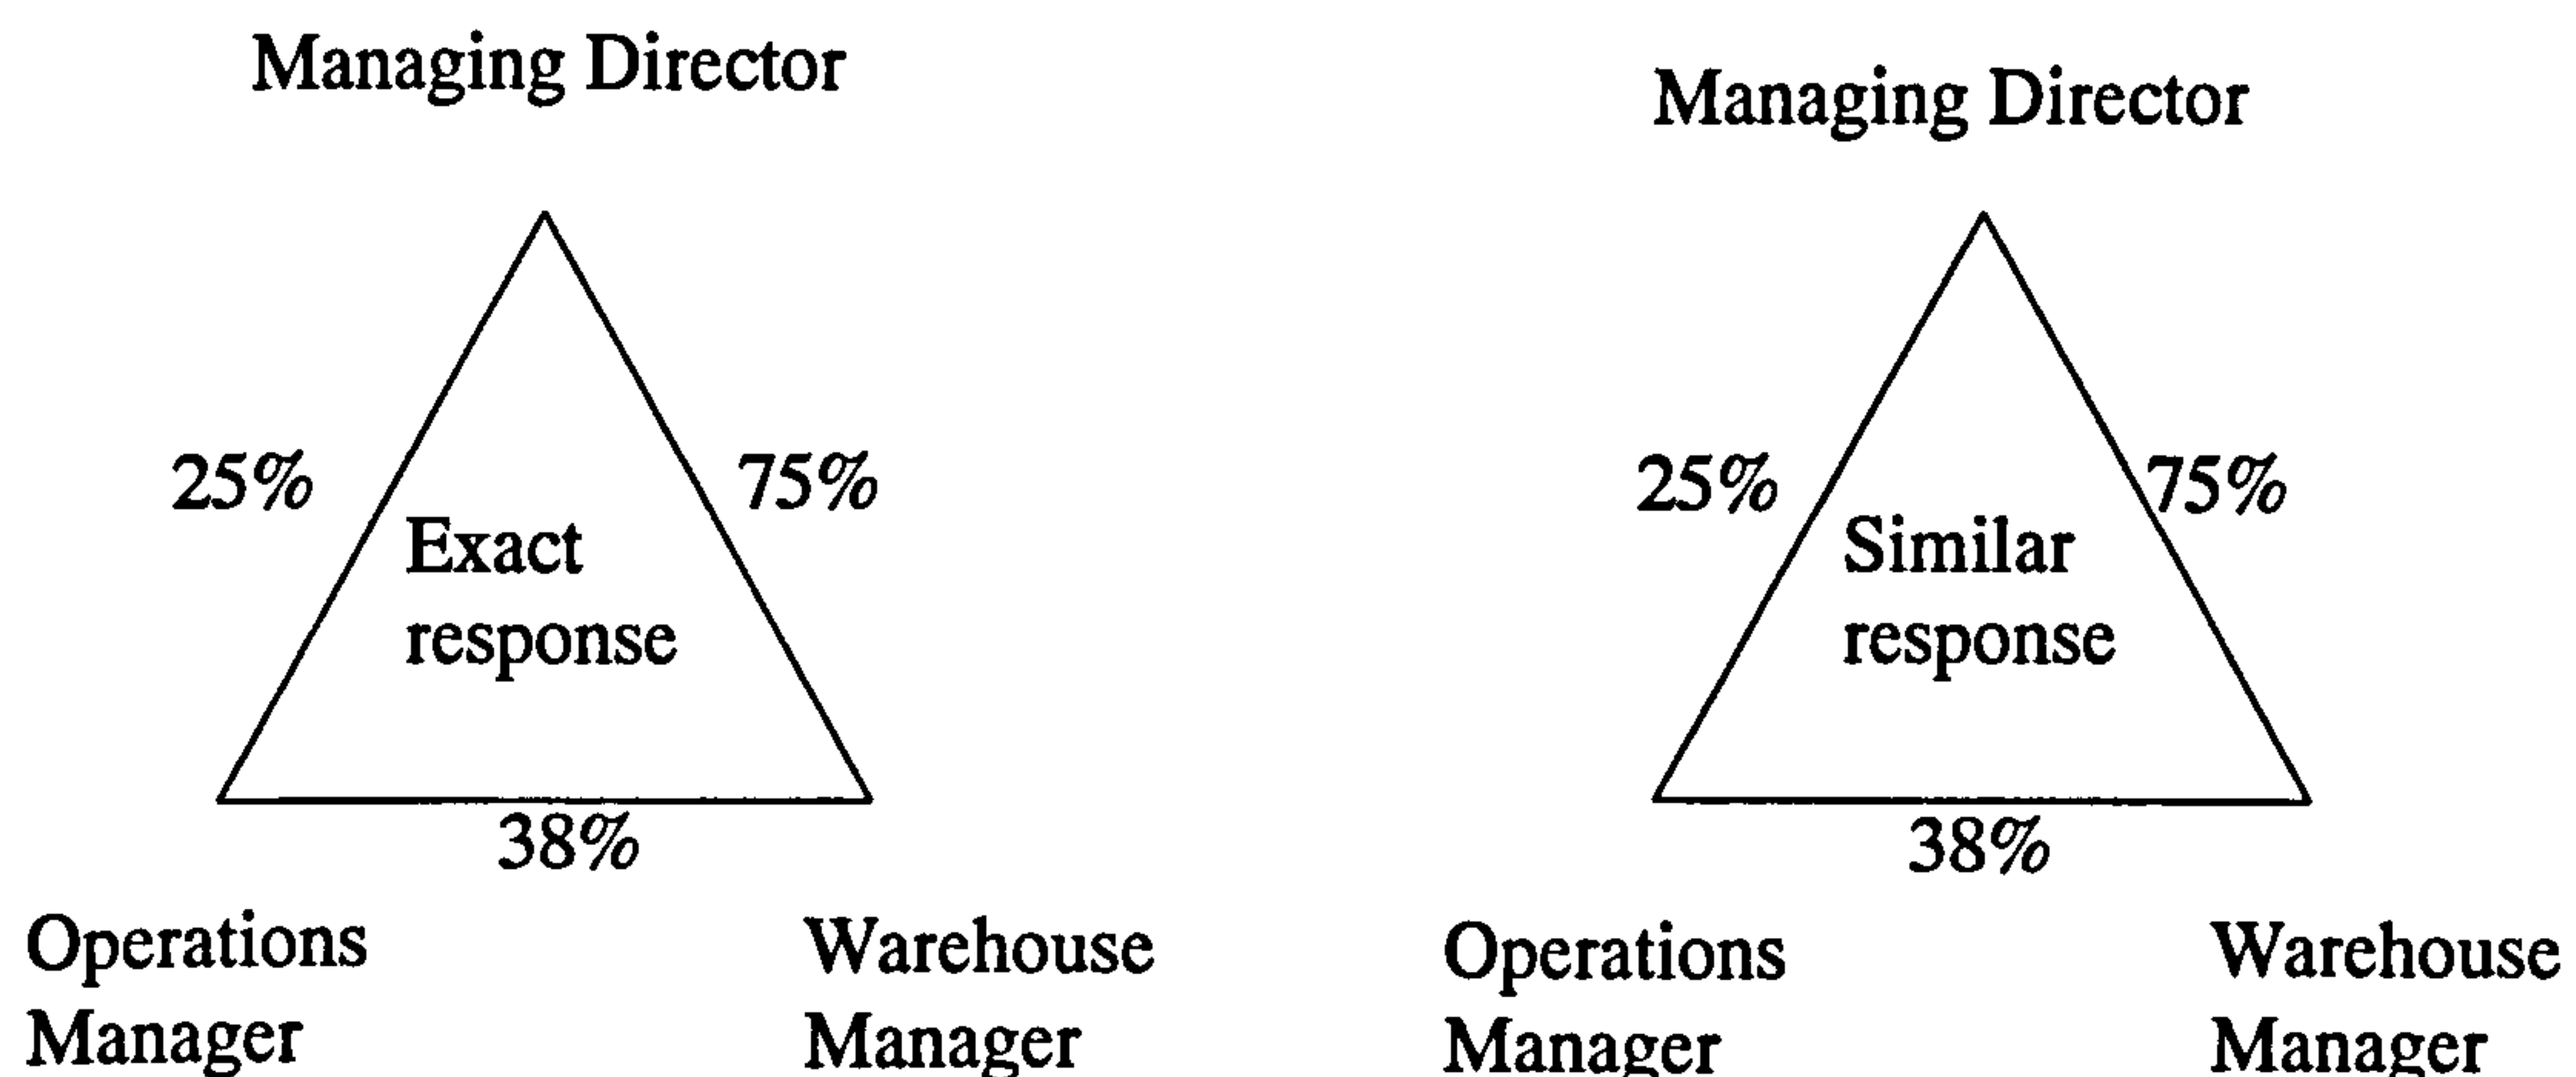 Managing Director
25%
75%
Exact
response
38%
Operations
Manager
Warehouse
Manager
Managing Director
25%
75%
Similar
response
38%
Operations
Manager
Warehouse
Manager